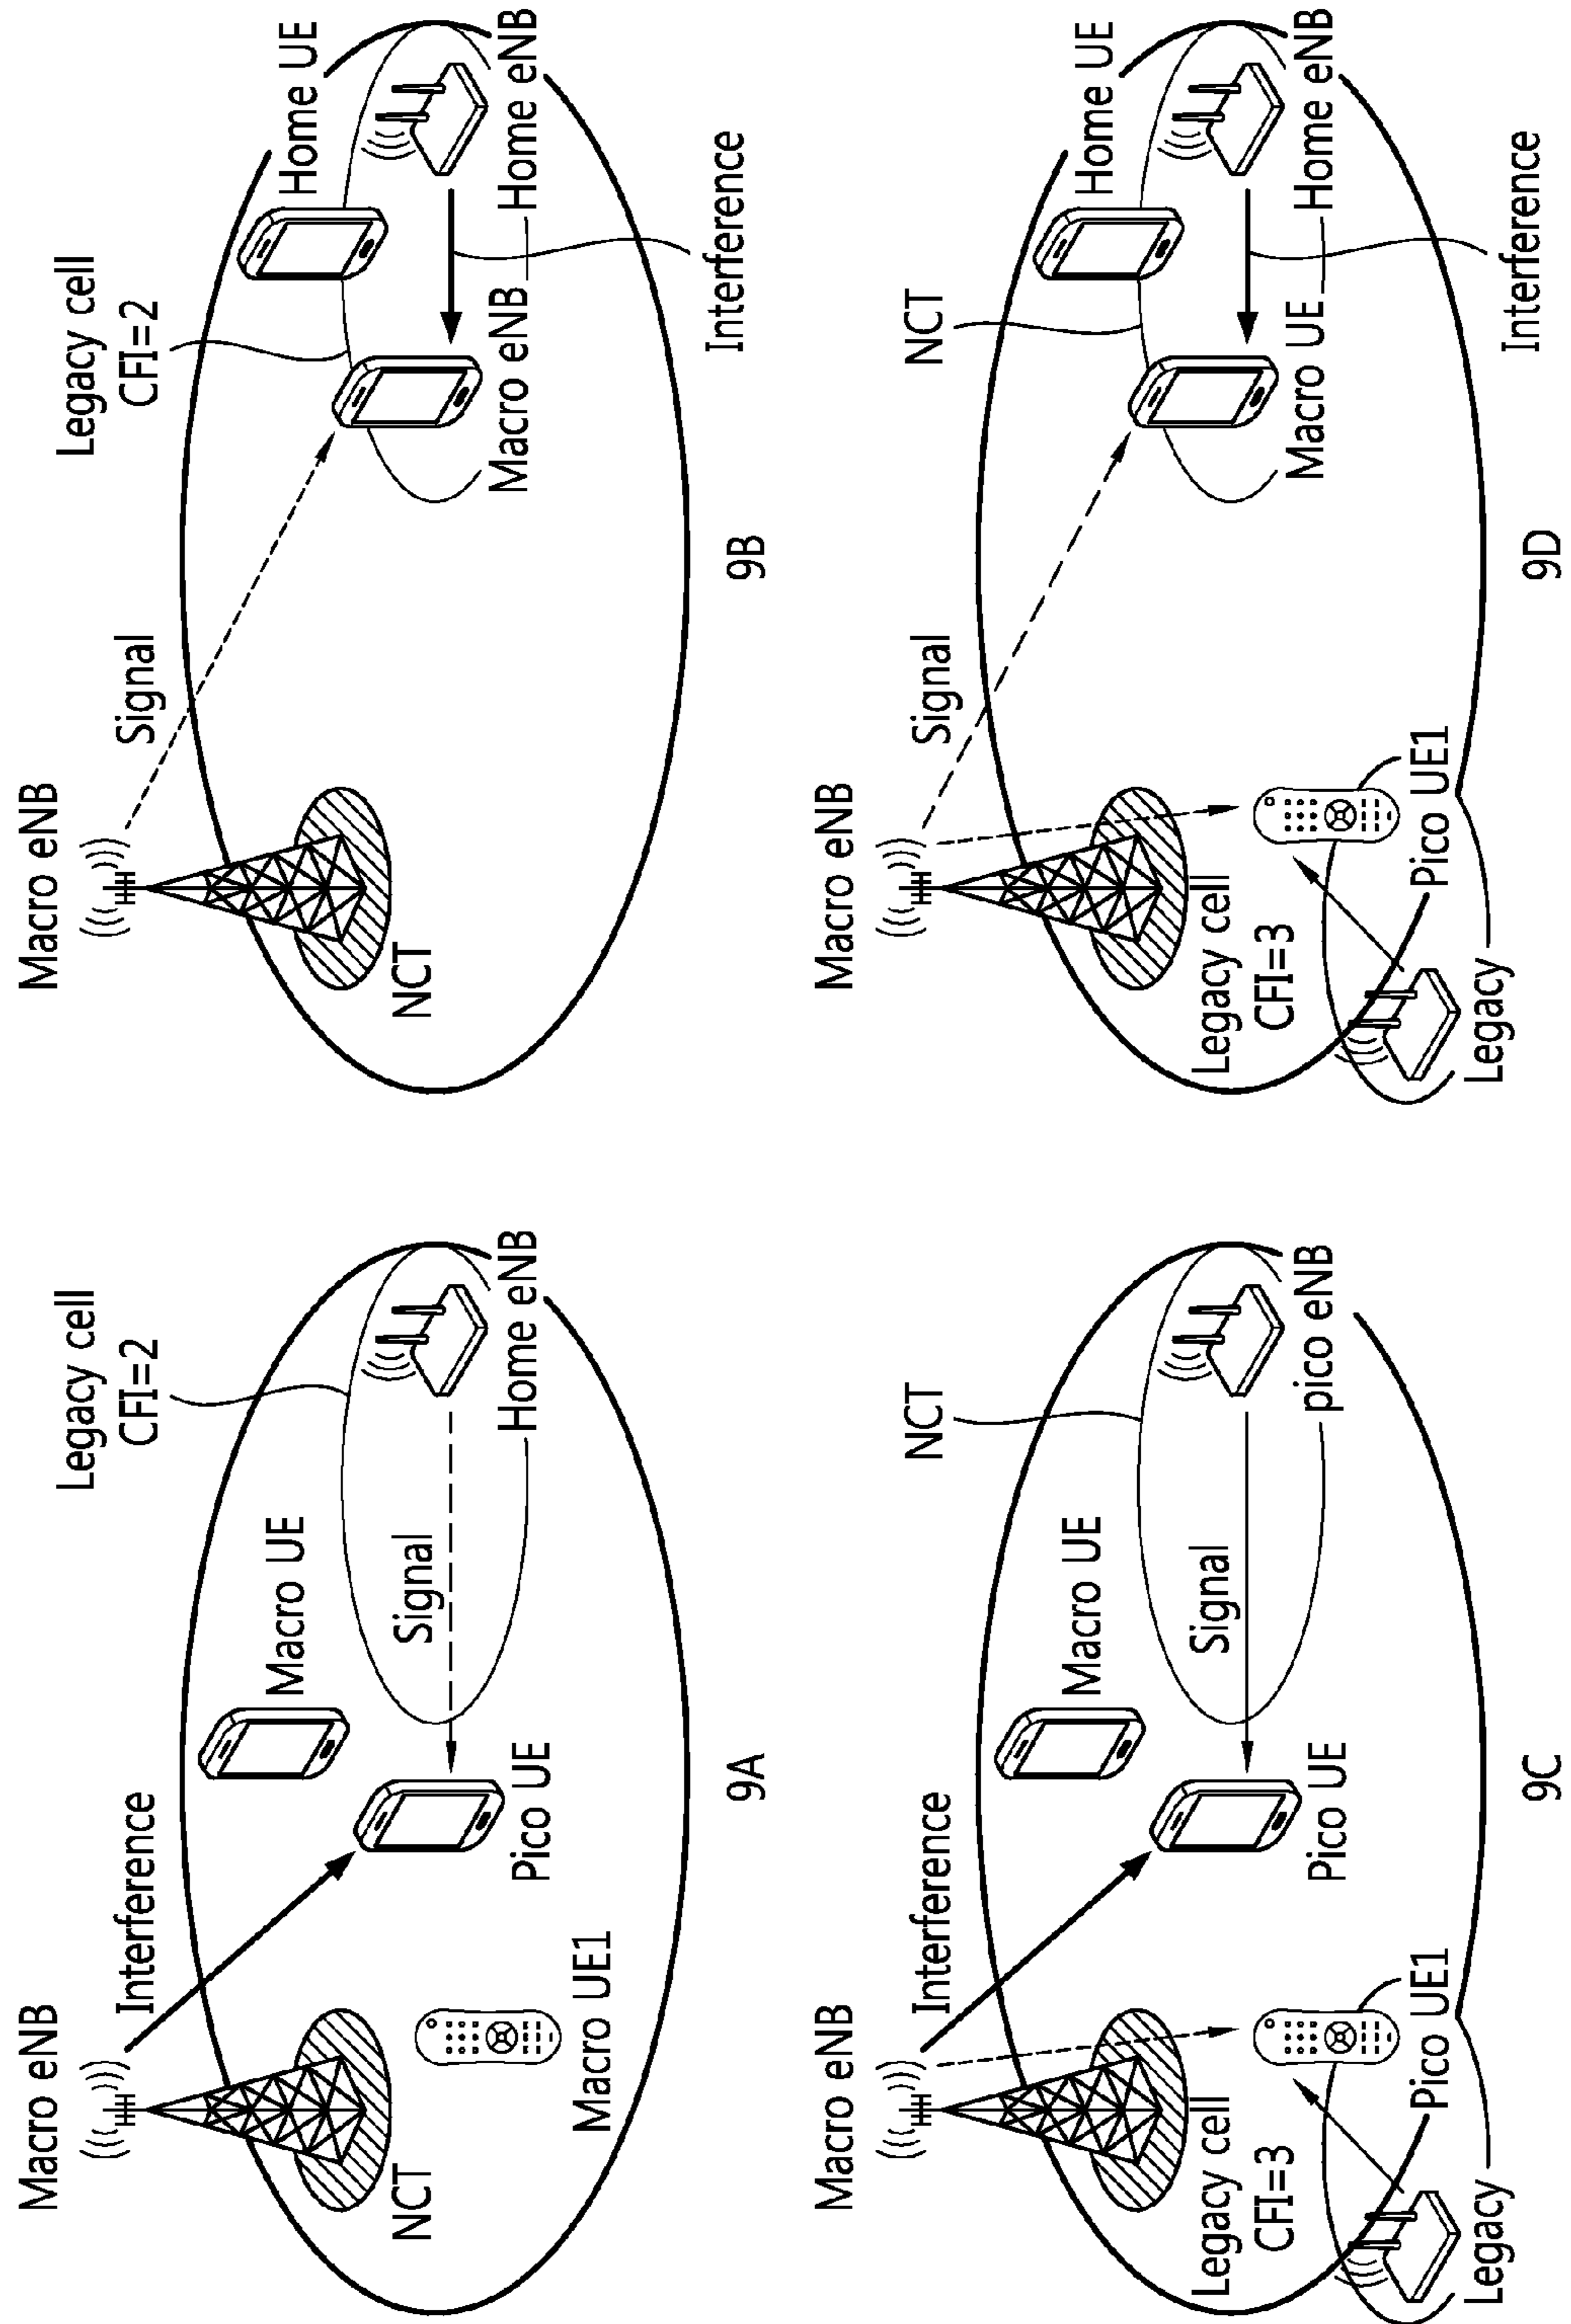 Macro eNB
Interference
Legacy cell
CFI=2
Macro UE
Signal
NCT
Macro UE1
Pico UE
Home eNB
9A
Macro eNB
Signal
Legacy cell
CFI=2
Home UE
NCT
Macro eNB
Home eNB
Interference
9B
Macro eNB
Interference
NCT
Macro UE
Signal
Legacy cell
CFI=3
Pico UE
pico eNB
Pico UE1
Legacy
9C
Macro eNB
Signal
NCT
Home UE
Legacy cell
CFI=3
Macro UE
Home eNB
Pico UE1
Legacy
Interference
9D